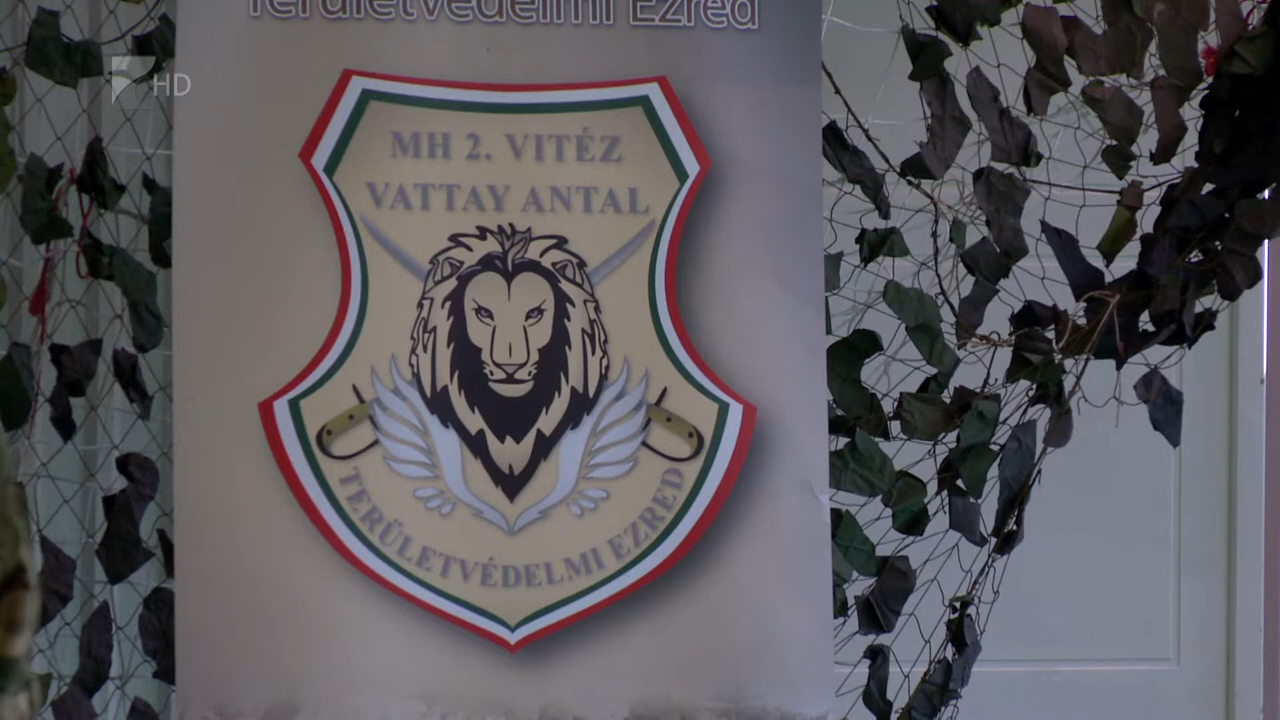 Területvédelmi Ezred
HD
MH 2. VITÉZ
VATTAY ANTAL
TERÜLETVÉDELMI EZRED